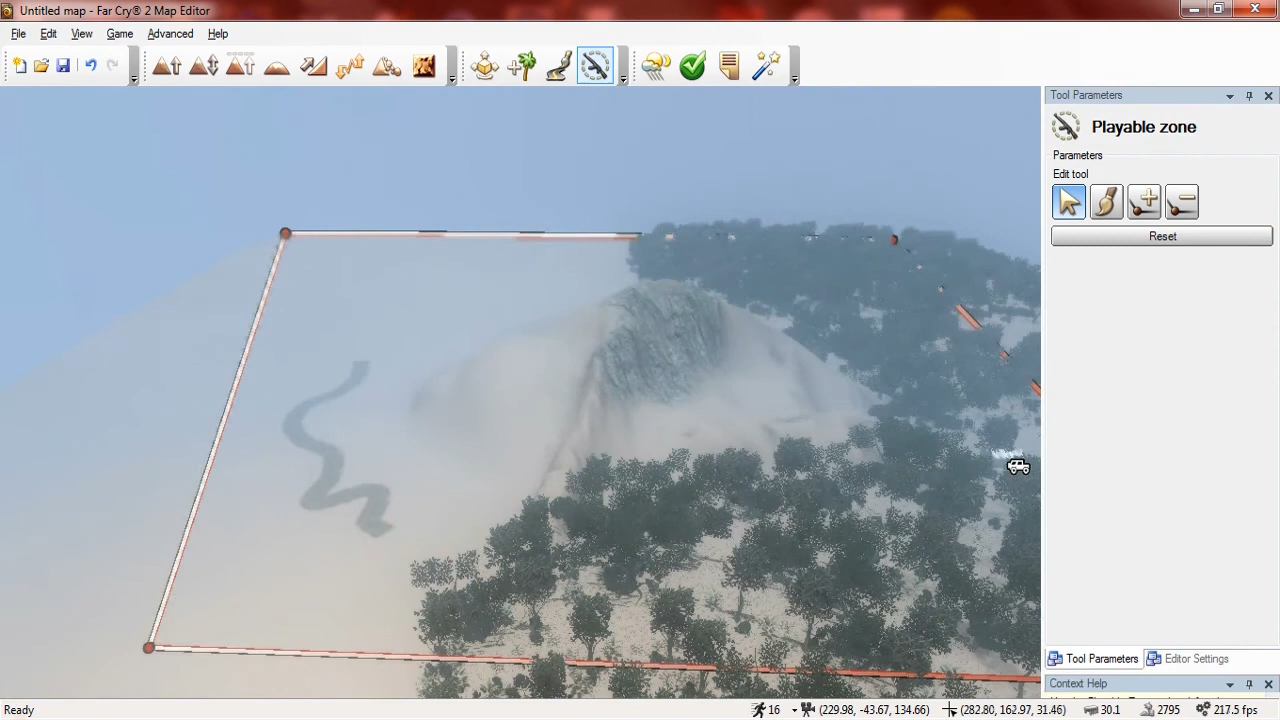 Untitled map - Far Cry® 2 Map Editor
File Edit View Game Advanced Help
Tool Parameters
Playable zone
Parameters
Edit tool
Reset
Tool Parameters Editor Settings
Context Help
Ready 16 (229.98, -43.67, 134.66) (282.80, 162.97, 31.46) 30.1 2795 217.5 fps